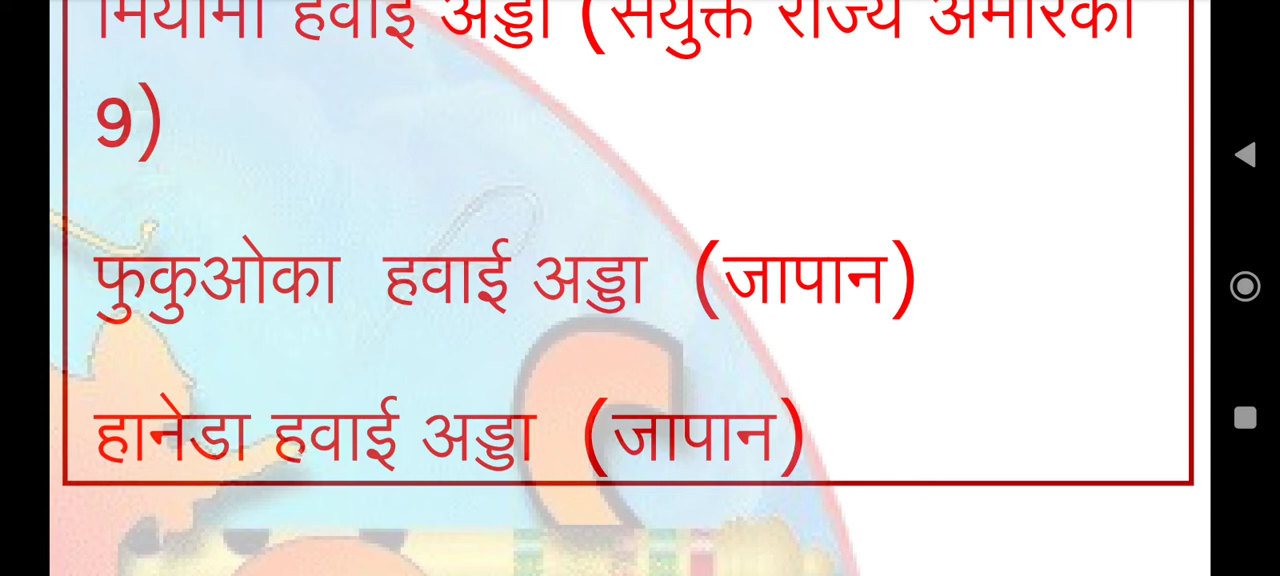 मियामी हवाई अड्डा (संयुक्त राज्य अमेरिका
9)
फुकुओका हवाई अड्डा (जापान)
हानेडा हवाई अड्डा (जापान)